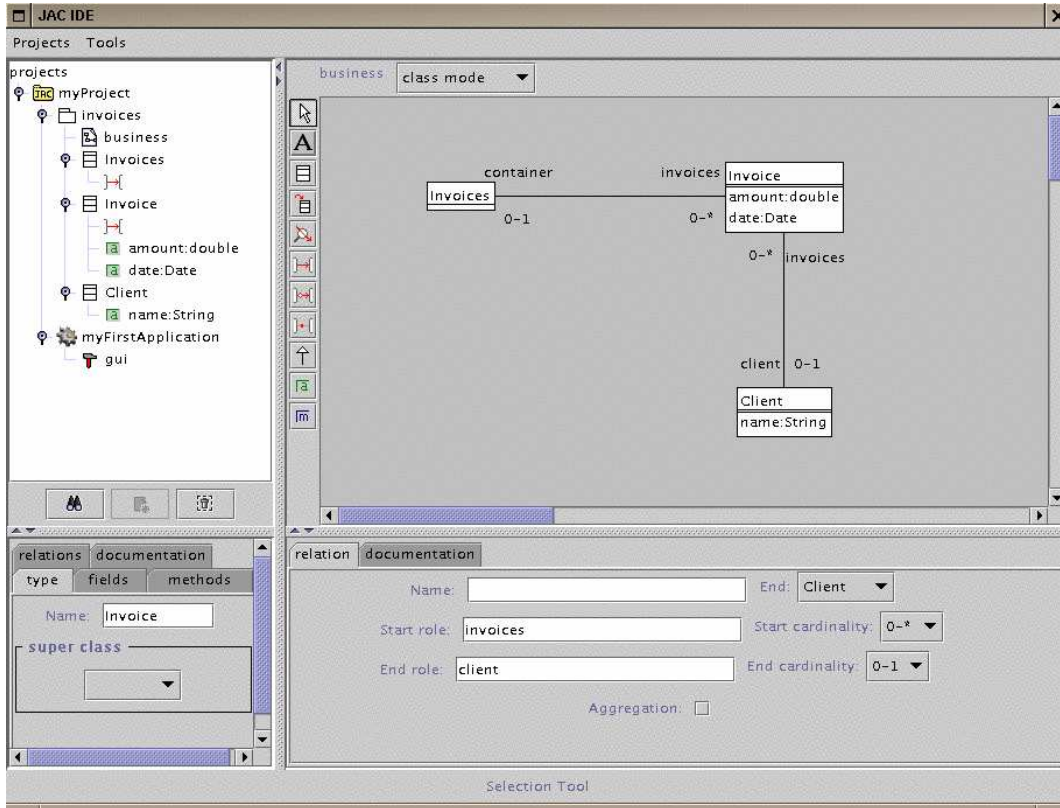 JAC IDE
Projects Tools
projects
JAC myProject
invoices
business
Invoices
Invoice
a amount:double
a date:Date
Client
a name:String
myFirstApplication
gui
business class mode
A
a
m
container
invoices
Invoices
0-1
0-*
Invoice
amount:double
date:Date
0-* invoices
client 0-1
Client
name:String
relations documentation
type fields methods
Name: Invoice
super class
relation documentation
Name: End: Client
Start role: invoices Start cardinality: 0-*
End role: client End cardinality: 0-1
Aggregation:
Selection Tool